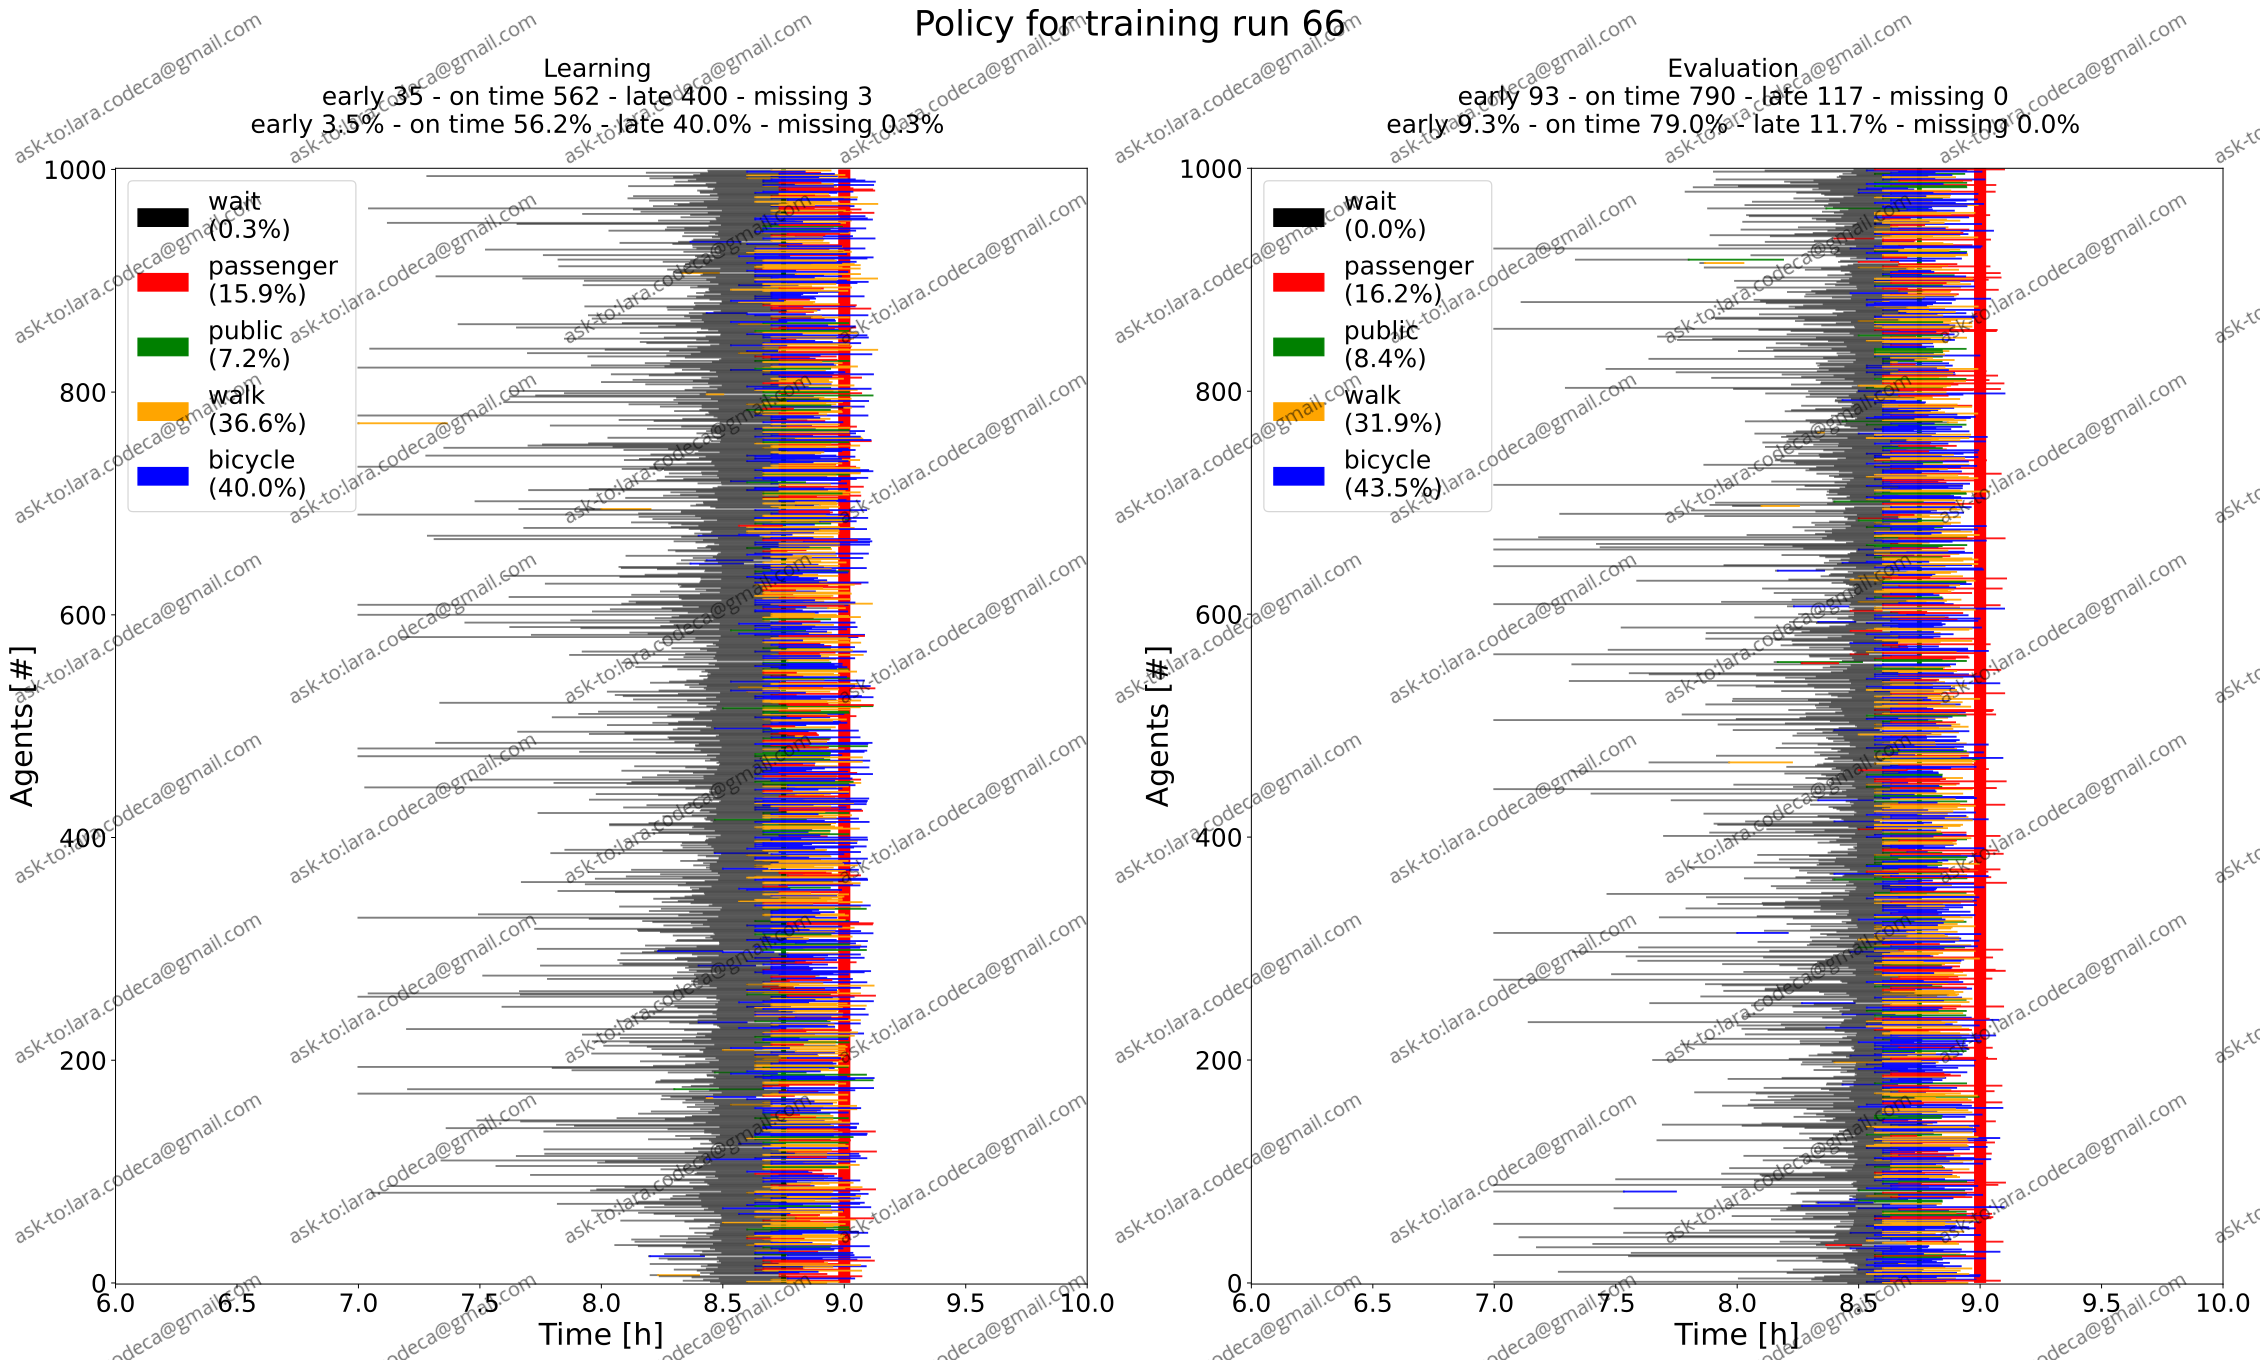 Policy for training run 66
Learning
early 35 - on time 562 - late 400 - missing 3
early 3.5% - on time 56.2% - late 40.0% - missing 0.3%
1000
800
600
400
200
0
Agents [#]
wait
(0.3%)
passenger
(15.9%)
public
(7.2%)
walk
(36.6%)
bicycle
(40.0%)
6.0 6.5 7.0 7.5 8.0 8.5 9.0 9.5 10.0
Time [h]
Evaluation
early 93 - on time 790 - late 117 - missing 0
early 9.3% - on time 79.0% - late 11.7% - missing 0.0%
1000
800
600
400
200
0
Agents [#]
wait
(0.0%)
passenger
(16.2%)
public
(8.4%)
walk
(31.9%)
bicycle
(43.5%)
6.0 6.5 7.0 7.5 8.0 8.5 9.0 9.5 10.0
Time [h]
ask-to:lara.codeca@gmail.com